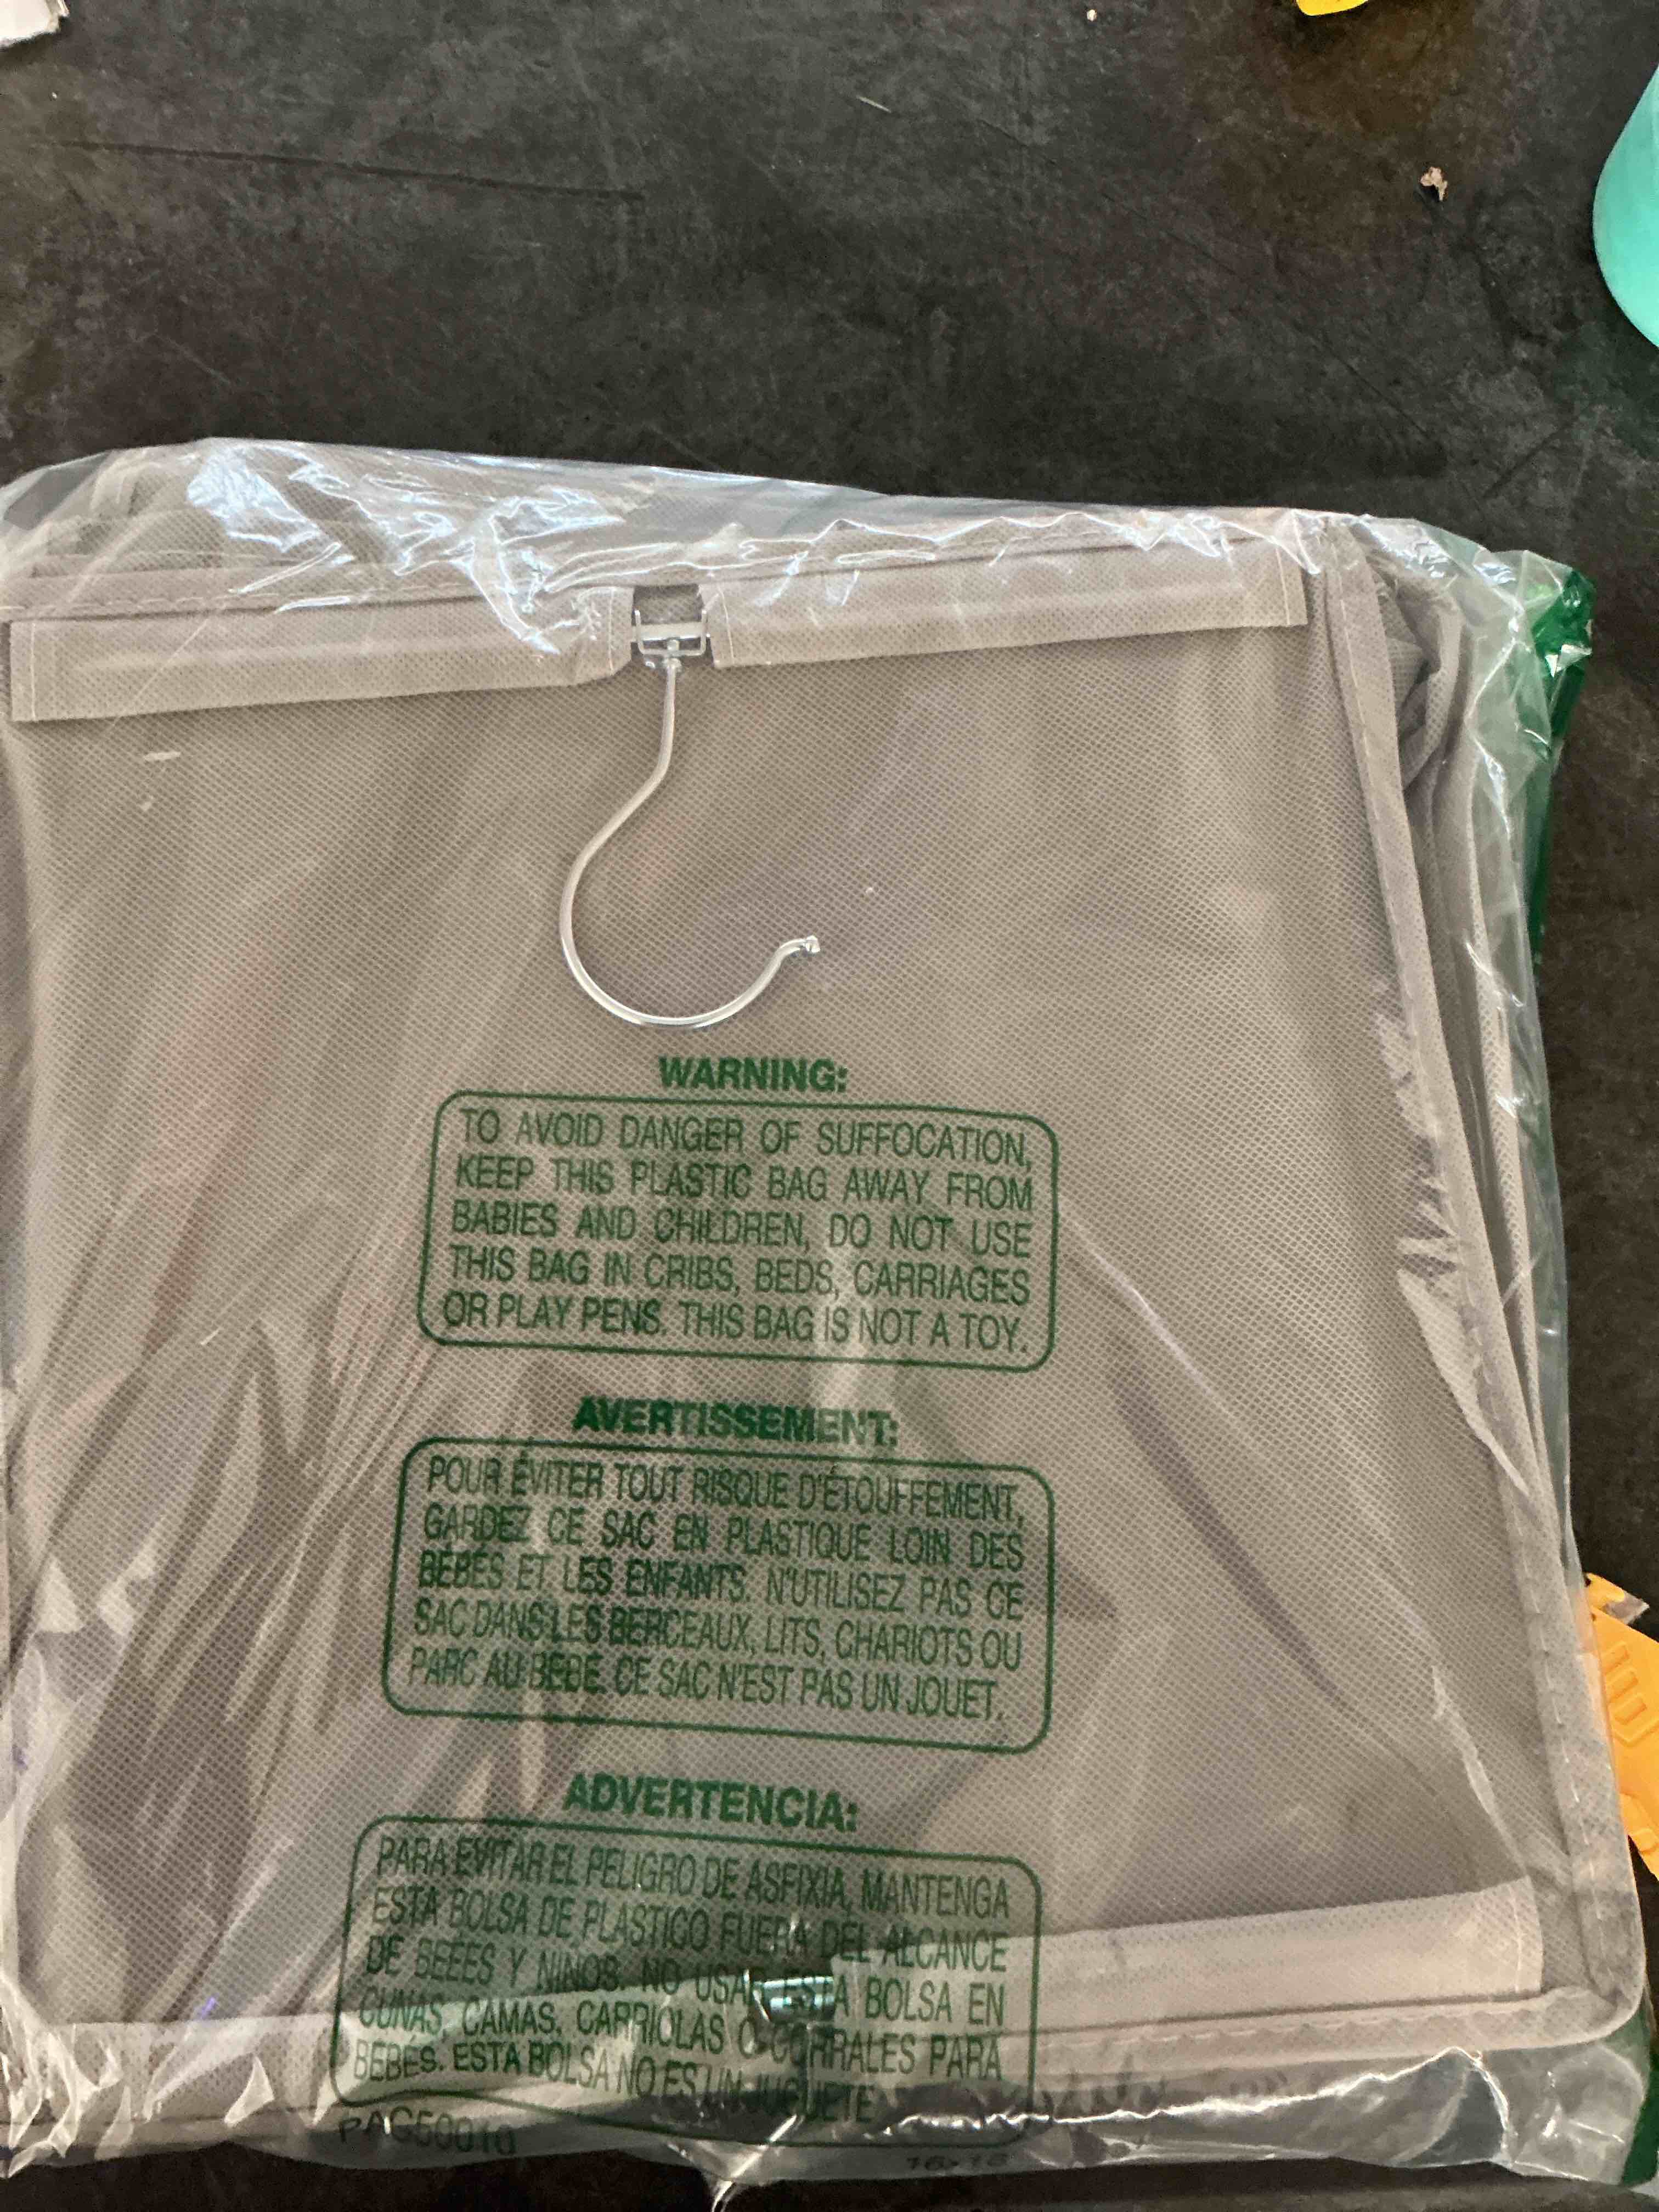 WARNING:
TO AVOID DANGER OF SUFFOCATION,
KEEP THIS PLASTIC BAG AWAY FROM
BABIES AND CHILDREN, DO NOT USE
THIS BAG IN CRIBS, BEDS, CARRIAGES
OR PLAY PENS. THIS BAG IS NOT A TOY.
AVERTISSEMENT:
POUR ÉVITER TOUT RISQUE D'ÉTOUFFEMENT,
GARDEZ CE SAC EN PLASTIQUE LOIN DES
BÉBÉS ET LES ENFANTS. N'UTILISEZ PAS CE
SAC DANS LES BERCEAUX, LITS, CHARIOTS OU
PARC AU BÉBÉ. CE SAC N'EST PAS UN JOUET.
ADVERTENCIA:
PARA EVITAR EL PELIGRO DE ASFIXIA, MANTENGA
ESTA BOLSA DE PLASTICO FUERA DEL ALCANCE
DE BEBES Y NINOS. NO USAR ESTA BOLSA EN
CUNAS, CAMAS, CARRIOLAS O CORRALES PARA
BEBES. ESTA BOLSA NO ES UN JUGUETE
PAC50010